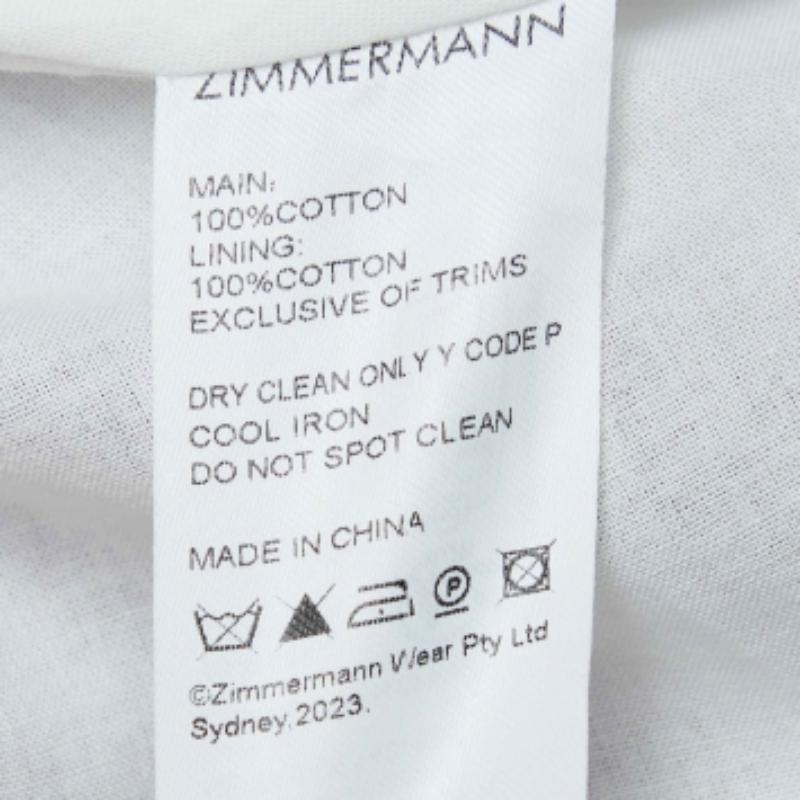 ZIMMERMANN
MAIN:
100%COTTON
LINING:
100%COTTON
EXCLUSIVE OF TRIMS
DRY CLEAN ONLY Y CODE P
COOL IRON
DO NOT SPOT CLEAN
MADE IN CHINA
P
©Zimmermann Wear Pty Ltd
Sydney,2023.